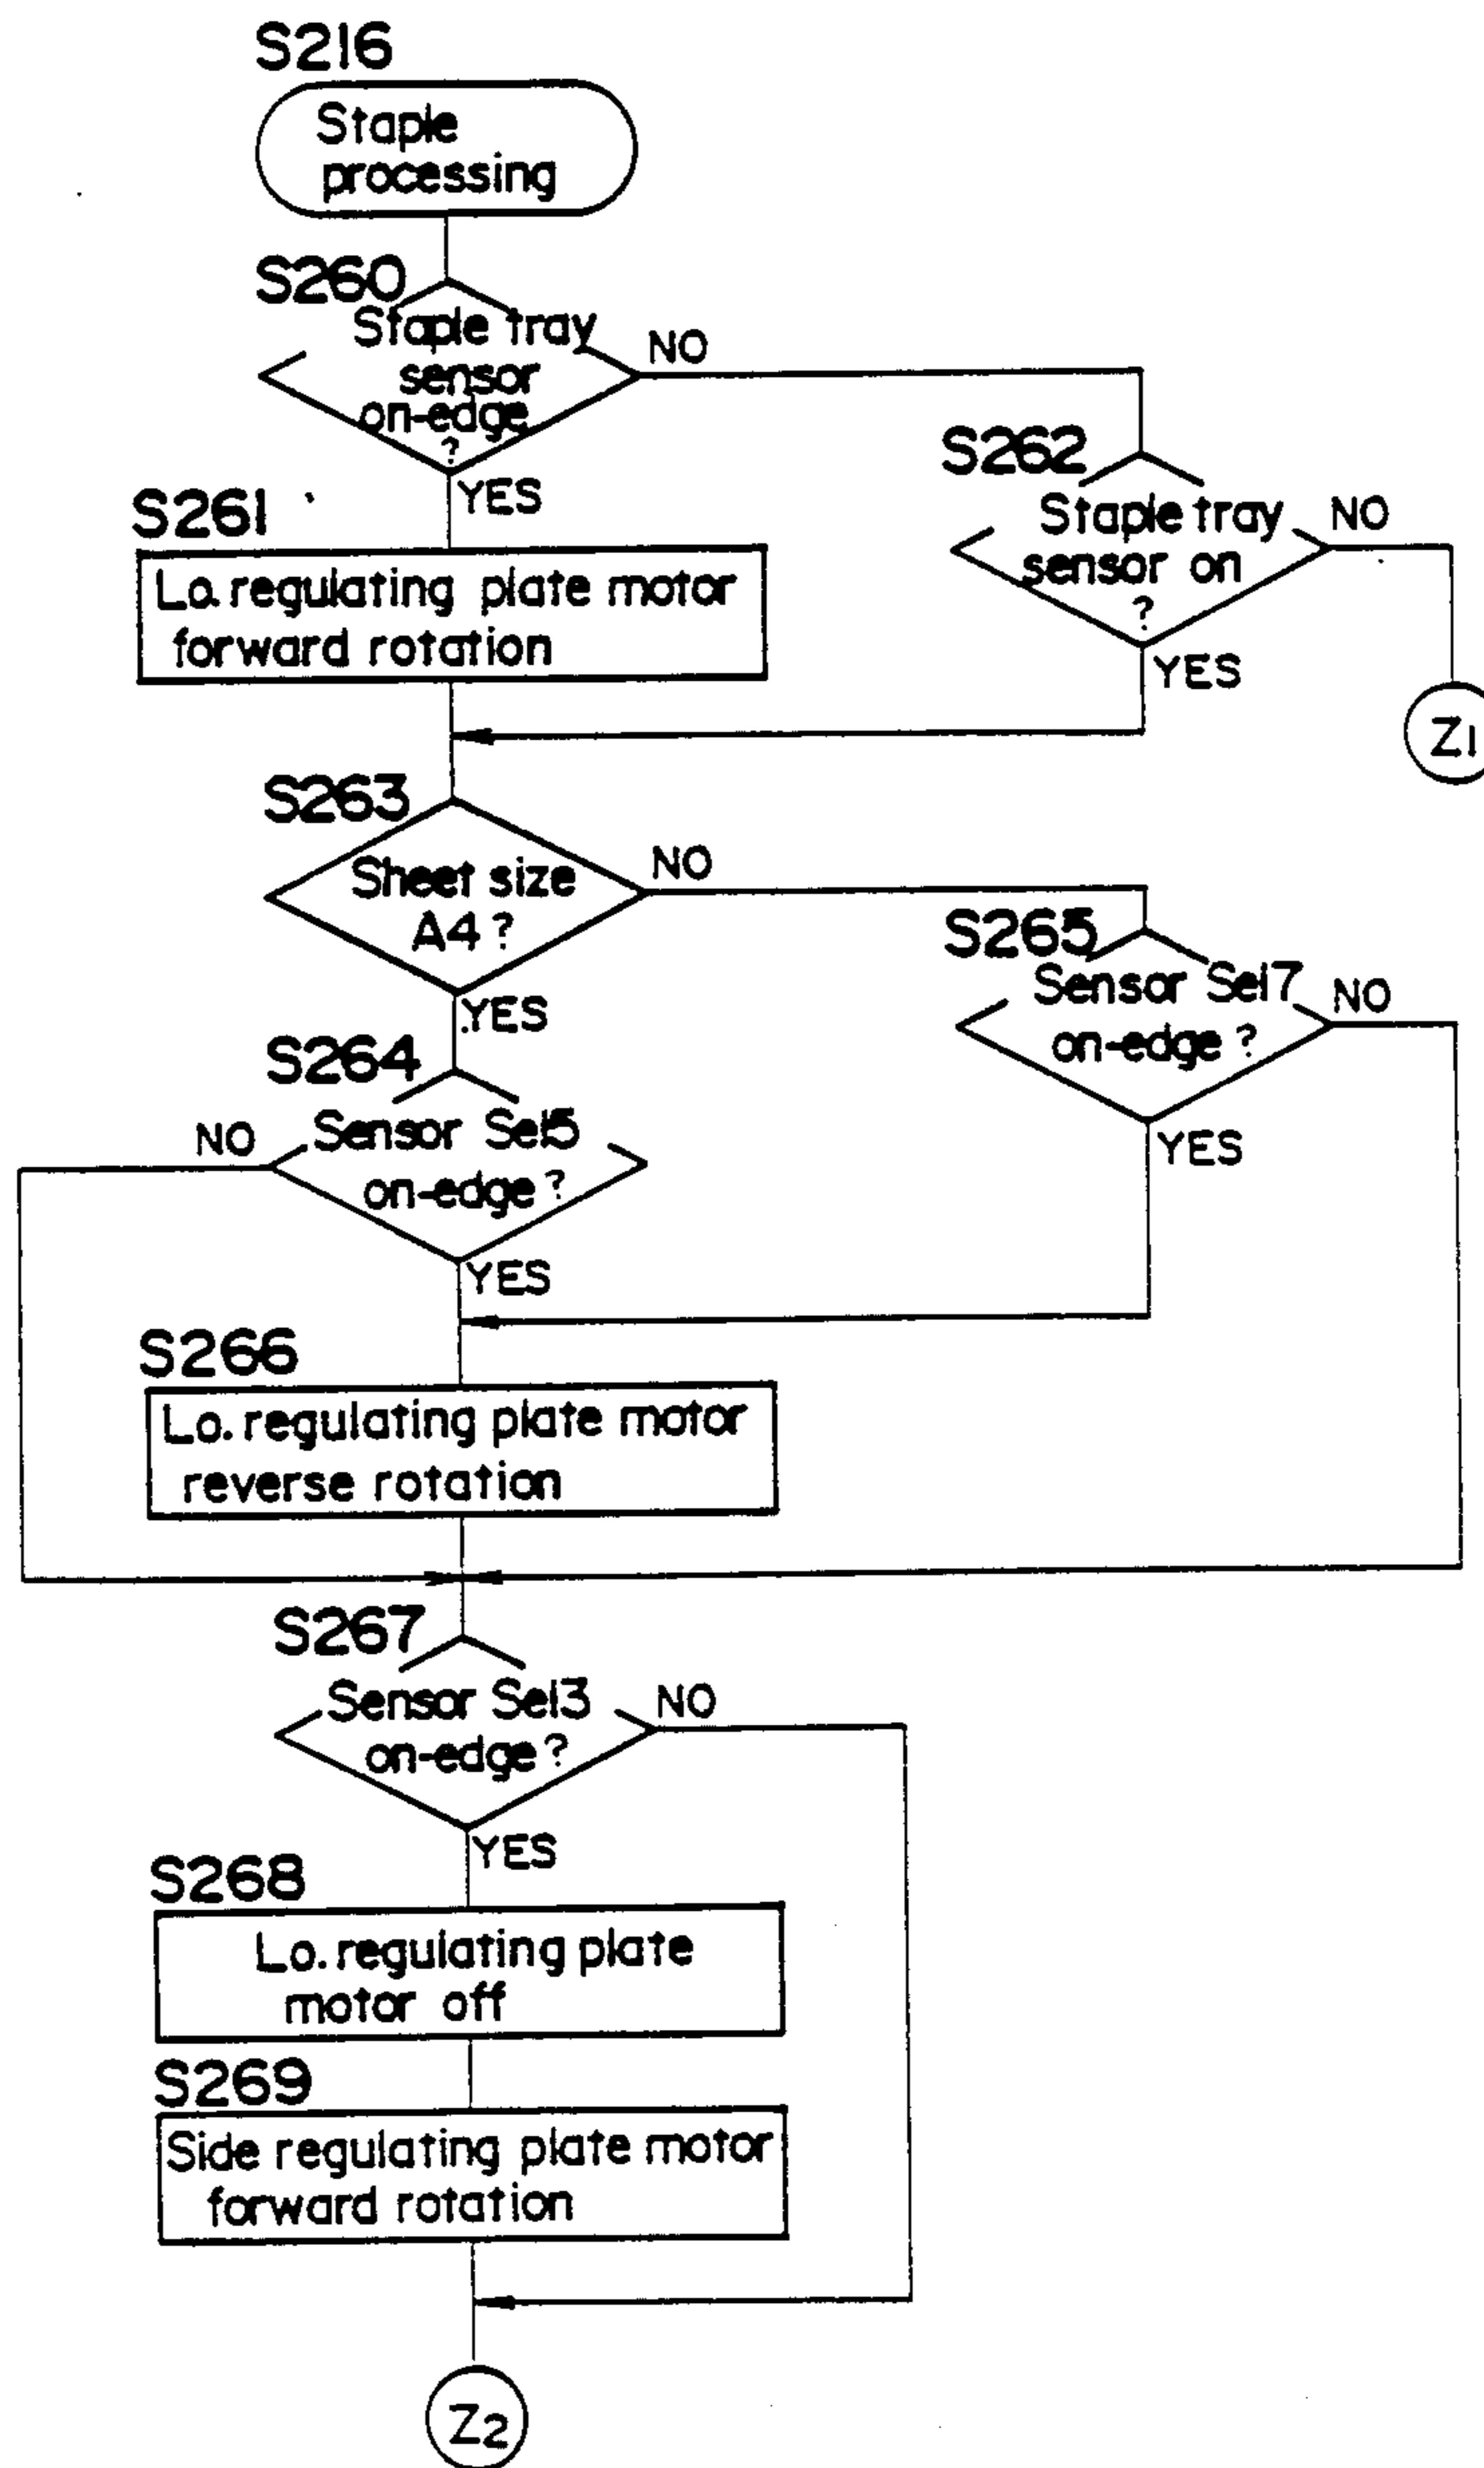 S216
Staple
processing
S260
Staple tray
sensor
on-edge
?
NO
YES
S262
Staple tray
sensor on
?
NO
YES
Z1
S261
Lo. regulating plate motor
forward rotation
S263
Sheet size
A4?
NO
YES
S265
Sensor Se17
on-edge?
NO
YES
S264
Sensor Se15
on-edge?
NO
YES
S266
Lo. regulating plate motor
reverse rotation
S267
Sensor Se13
on-edge?
NO
YES
S268
Lo. regulating plate
motor off
S269
Side regulating plate motor
forward rotation
Z2